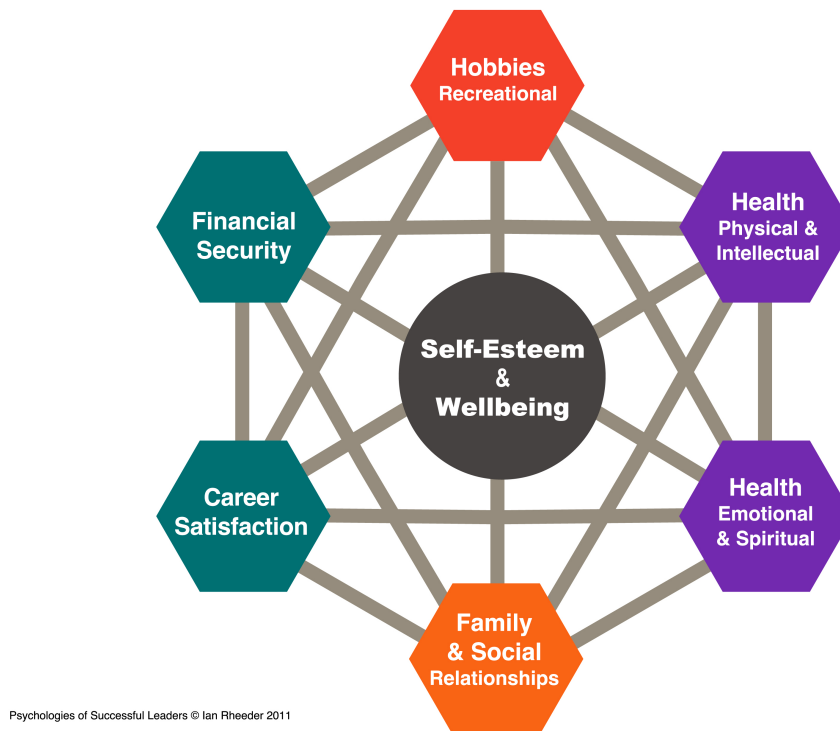 Hobbies
Recreational
Financial
Security
Health
Physical &
Intellectual
Self-Esteem
&
Wellbeing
Career
Satisfaction
Health
Emotional
& Spiritual
Family
& Social
Relationships
Psychologies of Successful Leaders © Ian Rheeder 2011